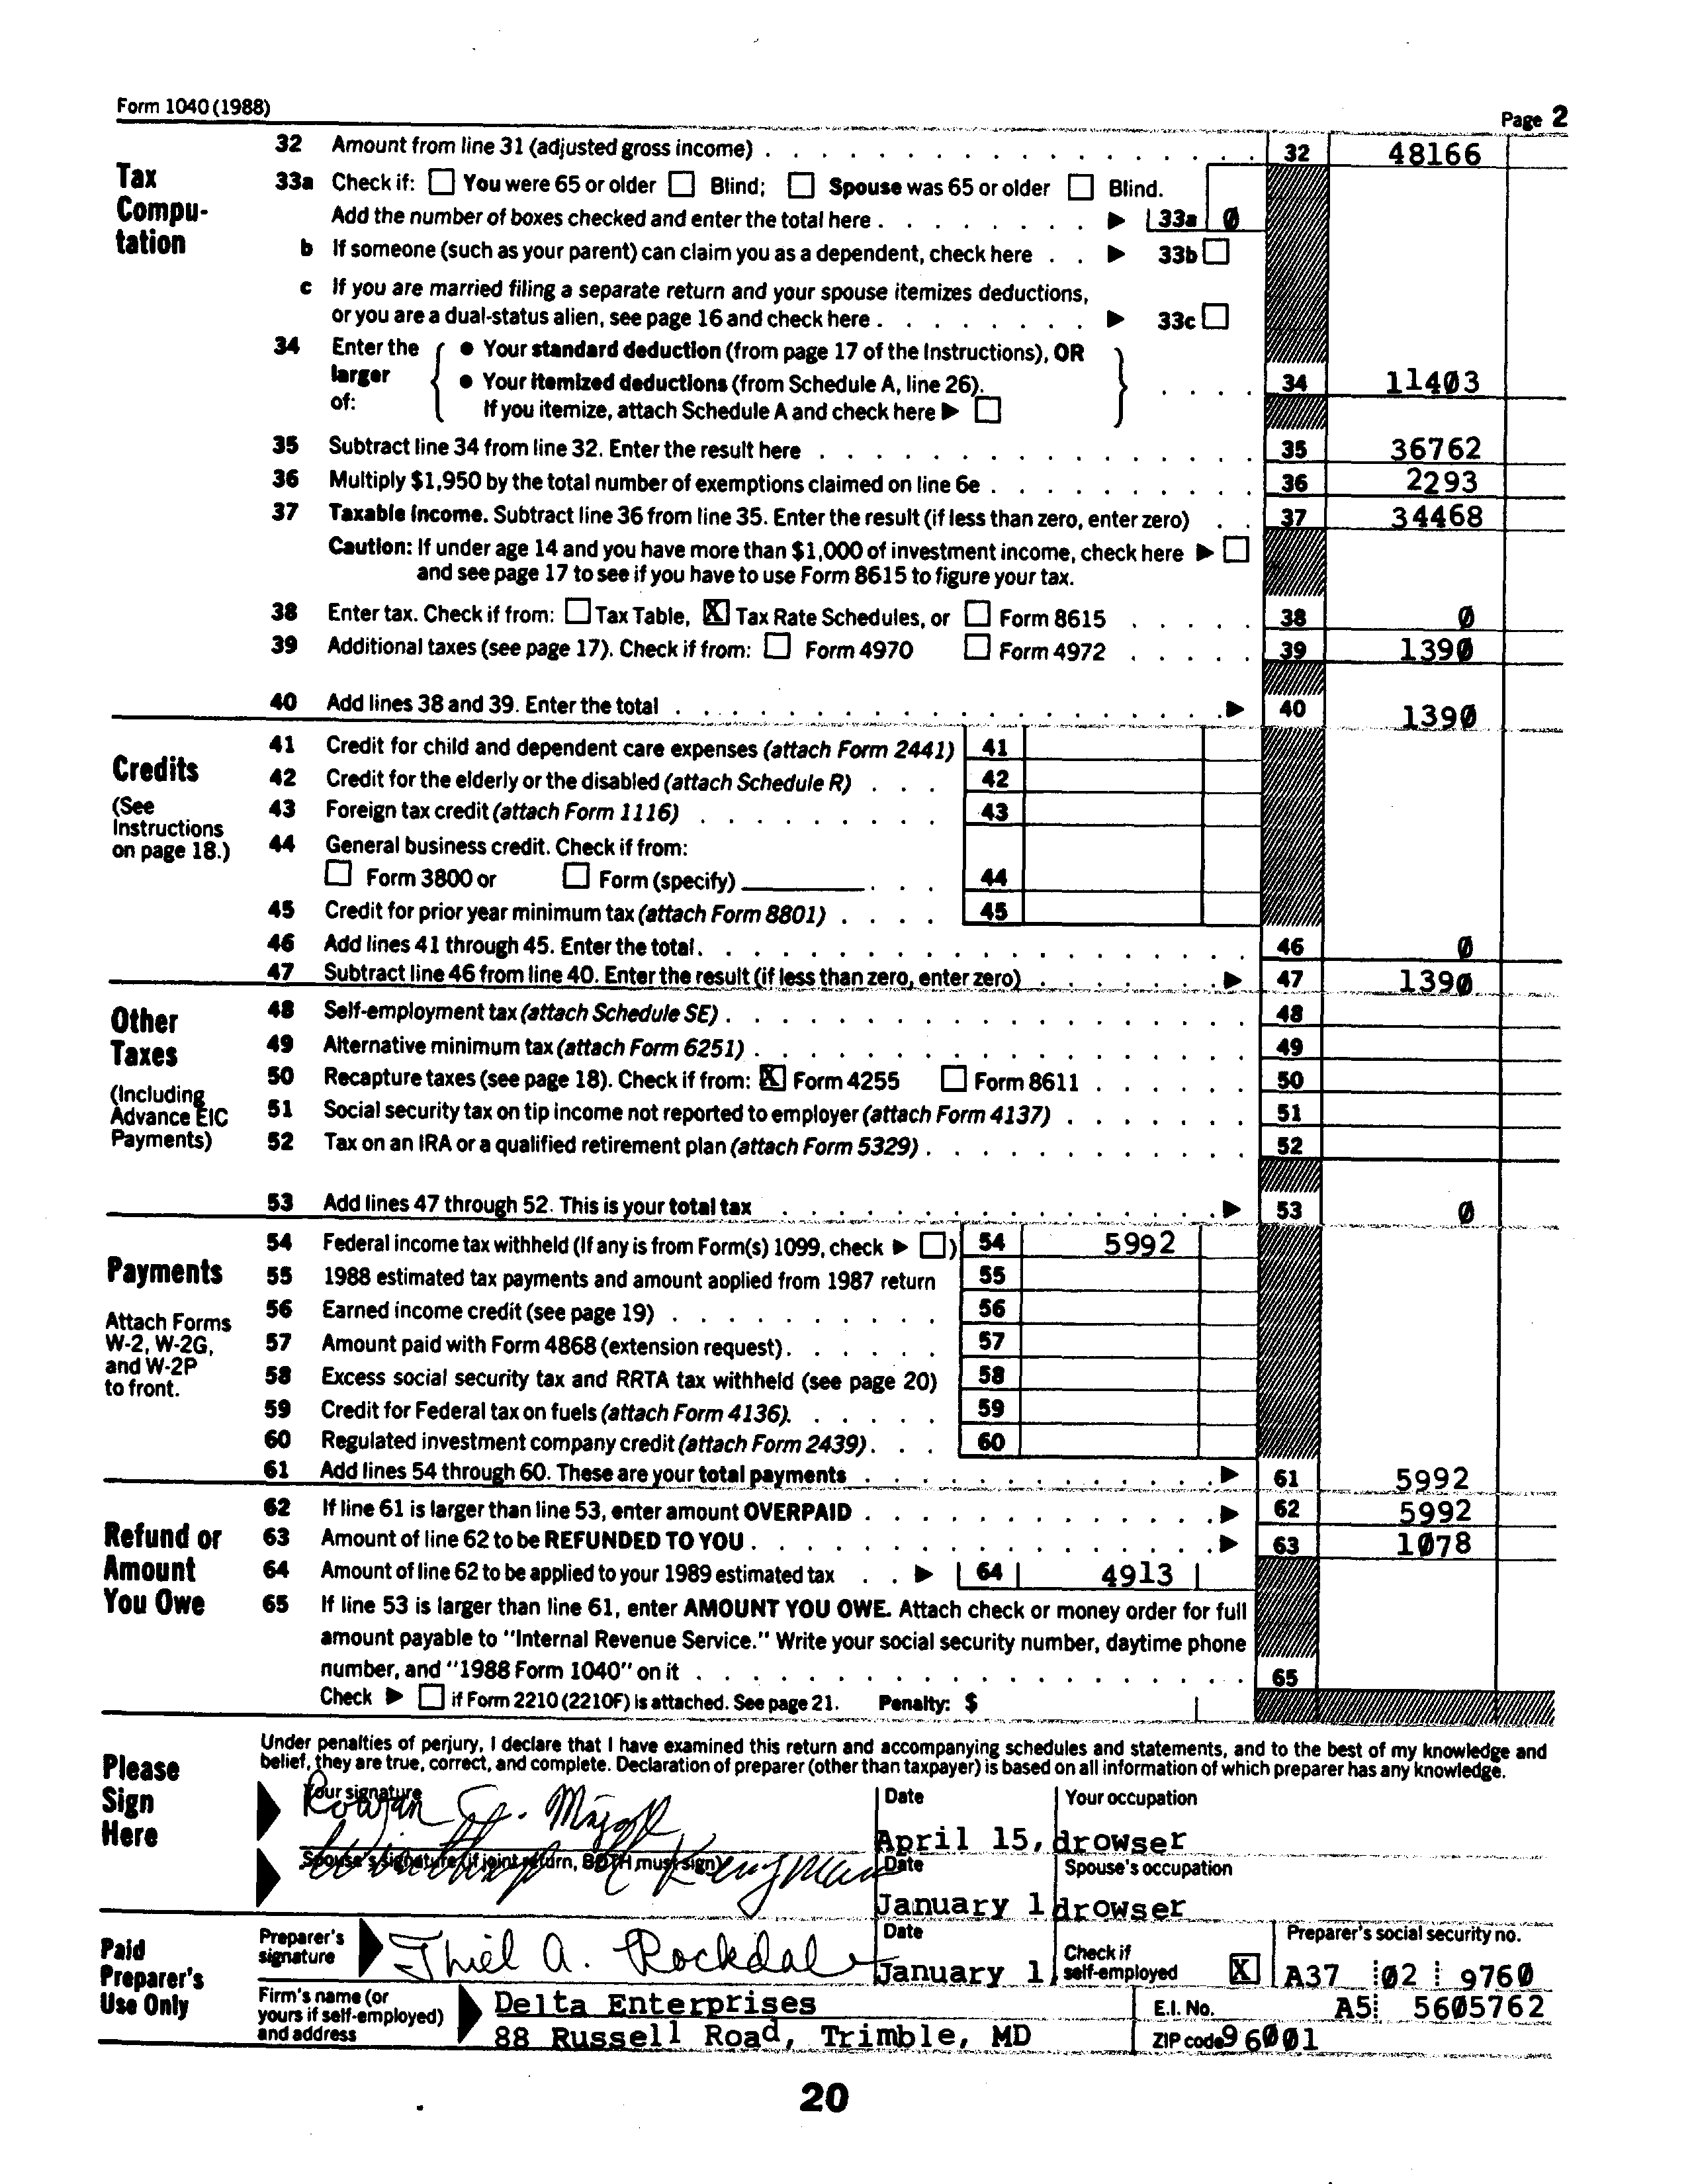 Form 1040 (1988)
Page 2
Tax Compu-tation
32 Amount from line 31 (adjusted gross income) 32 48166
33a Check if: You were 65 or older Blind; Spouse was 65 or older Blind.
Add the number of boxes checked and enter the total here 33a 0
b If someone (such as your parent) can claim you as a dependent, check here 33b
c If you are married filing a separate return and your spouse itemizes deductions,
or you are a dual-status alien, see page 16 and check here 33c
34 Enter the larger of:
• Your standard deduction (from page 17 of the Instructions), OR
• Your itemized deductions (from Schedule A, line 26). 34 11403
If you itemize, attach Schedule A and check here
35 Subtract line 34 from line 32. Enter the result here 35 36762
36 Multiply $1,950 by the total number of exemptions claimed on line 6e 36 2293
37 Taxable income. Subtract line 36 from line 35. Enter the result (if less than zero, enter zero) 37 34468
Caution: If under age 14 and you have more than $1,000 of investment income, check here
and see page 17 to see if you have to use Form 8615 to figure your tax.
38 Enter tax. Check if from: Tax Table, X Tax Rate Schedules, or Form 8615 38 0
39 Additional taxes (see page 17). Check if from: Form 4970 Form 4972 39 1390
40 Add lines 38 and 39. Enter the total 40 1390
Credits
(See Instructions on page 18.)
41 Credit for child and dependent care expenses (attach Form 2441) 41
42 Credit for the elderly or the disabled (attach Schedule R) 42
43 Foreign tax credit (attach Form 1116) 43
44 General business credit. Check if from:
Form 3800 or Form (specify) 44
45 Credit for prior year minimum tax (attach Form 8801) 45
46 Add lines 41 through 45. Enter the total 46 0
47 Subtract line 46 from line 40. Enter the result (if less than zero, enter zero) 47 1390
Other Taxes
(Including Advance EIC Payments)
48 Self-employment tax (attach Schedule SE) 48
49 Alternative minimum tax (attach Form 6251) 49
50 Recapture taxes (see page 18). Check if from: X Form 4255 Form 8611 50
51 Social security tax on tip income not reported to employer (attach Form 4137) 51
52 Tax on an IRA or a qualified retirement plan (attach Form 5329) 52
53 Add lines 47 through 52. This is your total tax 53 0
Payments
Attach Forms W-2, W-2G, and W-2P to front.
54 Federal income tax withheld (If any is from Form(s) 1099, check ) 54 5992
55 1988 estimated tax payments and amount applied from 1987 return 55
56 Earned income credit (see page 19) 56
57 Amount paid with Form 4868 (extension request) 57
58 Excess social security tax and RRTA tax withheld (see page 20) 58
59 Credit for Federal tax on fuels (attach Form 4136) 59
60 Regulated investment company credit (attach Form 2439) 60
61 Add lines 54 through 60. These are your total payments 61 5992
Refund or Amount You Owe
62 If line 61 is larger than line 53, enter amount OVERPAID 62 5992
63 Amount of line 62 to be REFUNDED TO YOU 63 1078
64 Amount of line 62 to be applied to your 1989 estimated tax 64 4913
65 If line 53 is larger than line 61, enter AMOUNT YOU OWE. Attach check or money order for full
amount payable to "Internal Revenue Service." Write your social security number, daytime phone
number, and "1988 Form 1040" on it 65
Check if Form 2210 (2210F) is attached. See page 21. Penalty: $
Please Sign Here
Under penalties of perjury, I declare that I have examined this return and accompanying schedules and statements, and to the best of my knowledge and
belief, they are true, correct, and complete. Declaration of preparer (other than taxpayer) is based on all information of which preparer has any knowledge.
Your signature Date Your occupation
Rowan April 15, drowser
Spouse's signature (if joint return, BOTH must sign) Date Spouse's occupation
January 1 drowser
Paid Preparer's Use Only
Preparer's signature Thiel A. Rockdale Date January 1 Check if self-employed X Preparer's social security no. A37 02 9760
Firm's name (or yours if self-employed) and address
Delta Enterprises E.I. No. A5 5605762
88 Russell Road, Trimble, MD ZIP code 96001
20